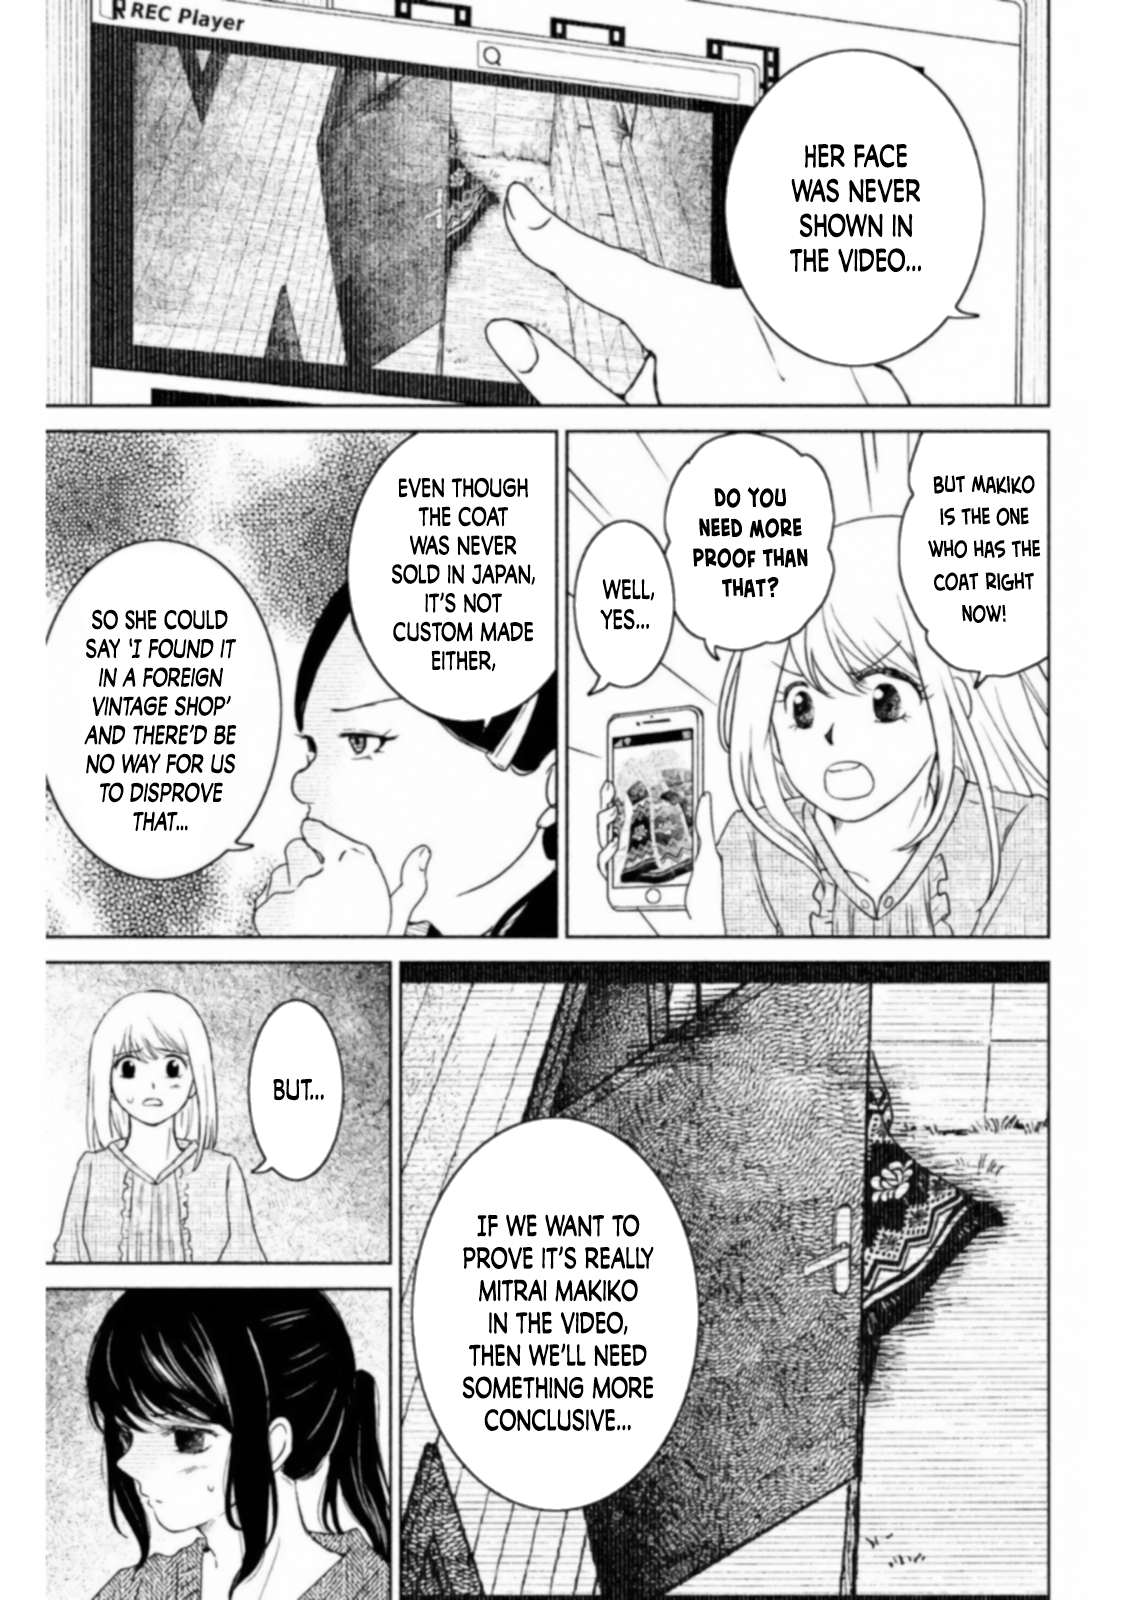 REC Player
HER FACE
WAS NEVER
SHOWN IN
THE VIDEO...
BUT MAKIKO
IS THE ONE
WHO HAS THE
COAT RIGHT
NOW!
DO YOU
NEED MORE
PROOF THAN
THAT?
WELL,
YES...
EVEN THOUGH
THE COAT
WAS NEVER
SOLD IN JAPAN,
IT'S NOT
CUSTOM MADE
EITHER,
SO SHE COULD
SAY 'I FOUND IT
IN A FOREIGN
VINTAGE SHOP'
AND THERE'D BE
NO WAY FOR US
TO DISPROVE
THAT...
BUT...
IF WE WANT TO
PROVE IT'S REALLY
MITRAI MAKIKO
IN THE VIDEO,
THEN WE'LL NEED
SOMETHING MORE
CONCLUSIVE...